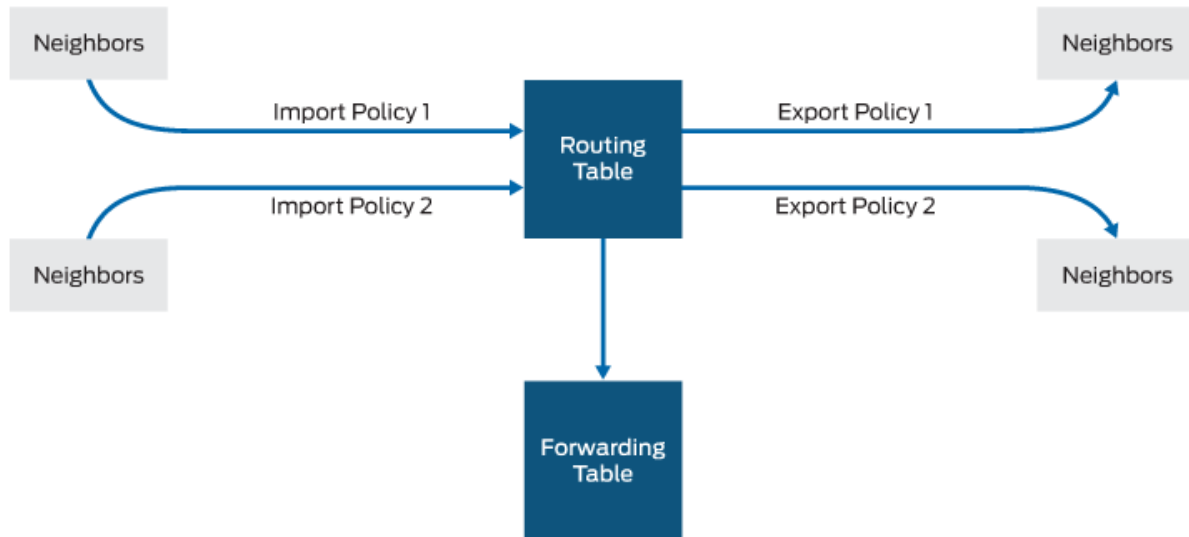 Neighbors
Neighbors
Import Policy 1
Export Policy 1
Routing
Table
Import Policy 2
Export Policy 2
Neighbors
Neighbors
Forwarding
Table